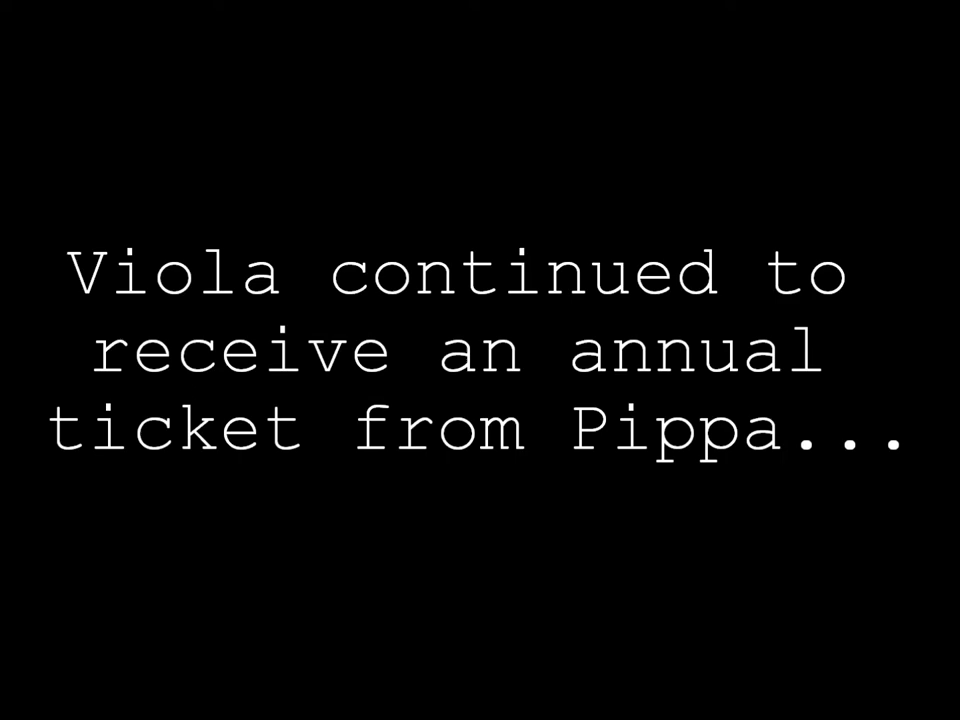 Viola continued to
receive an annual
ticket from Pippa...